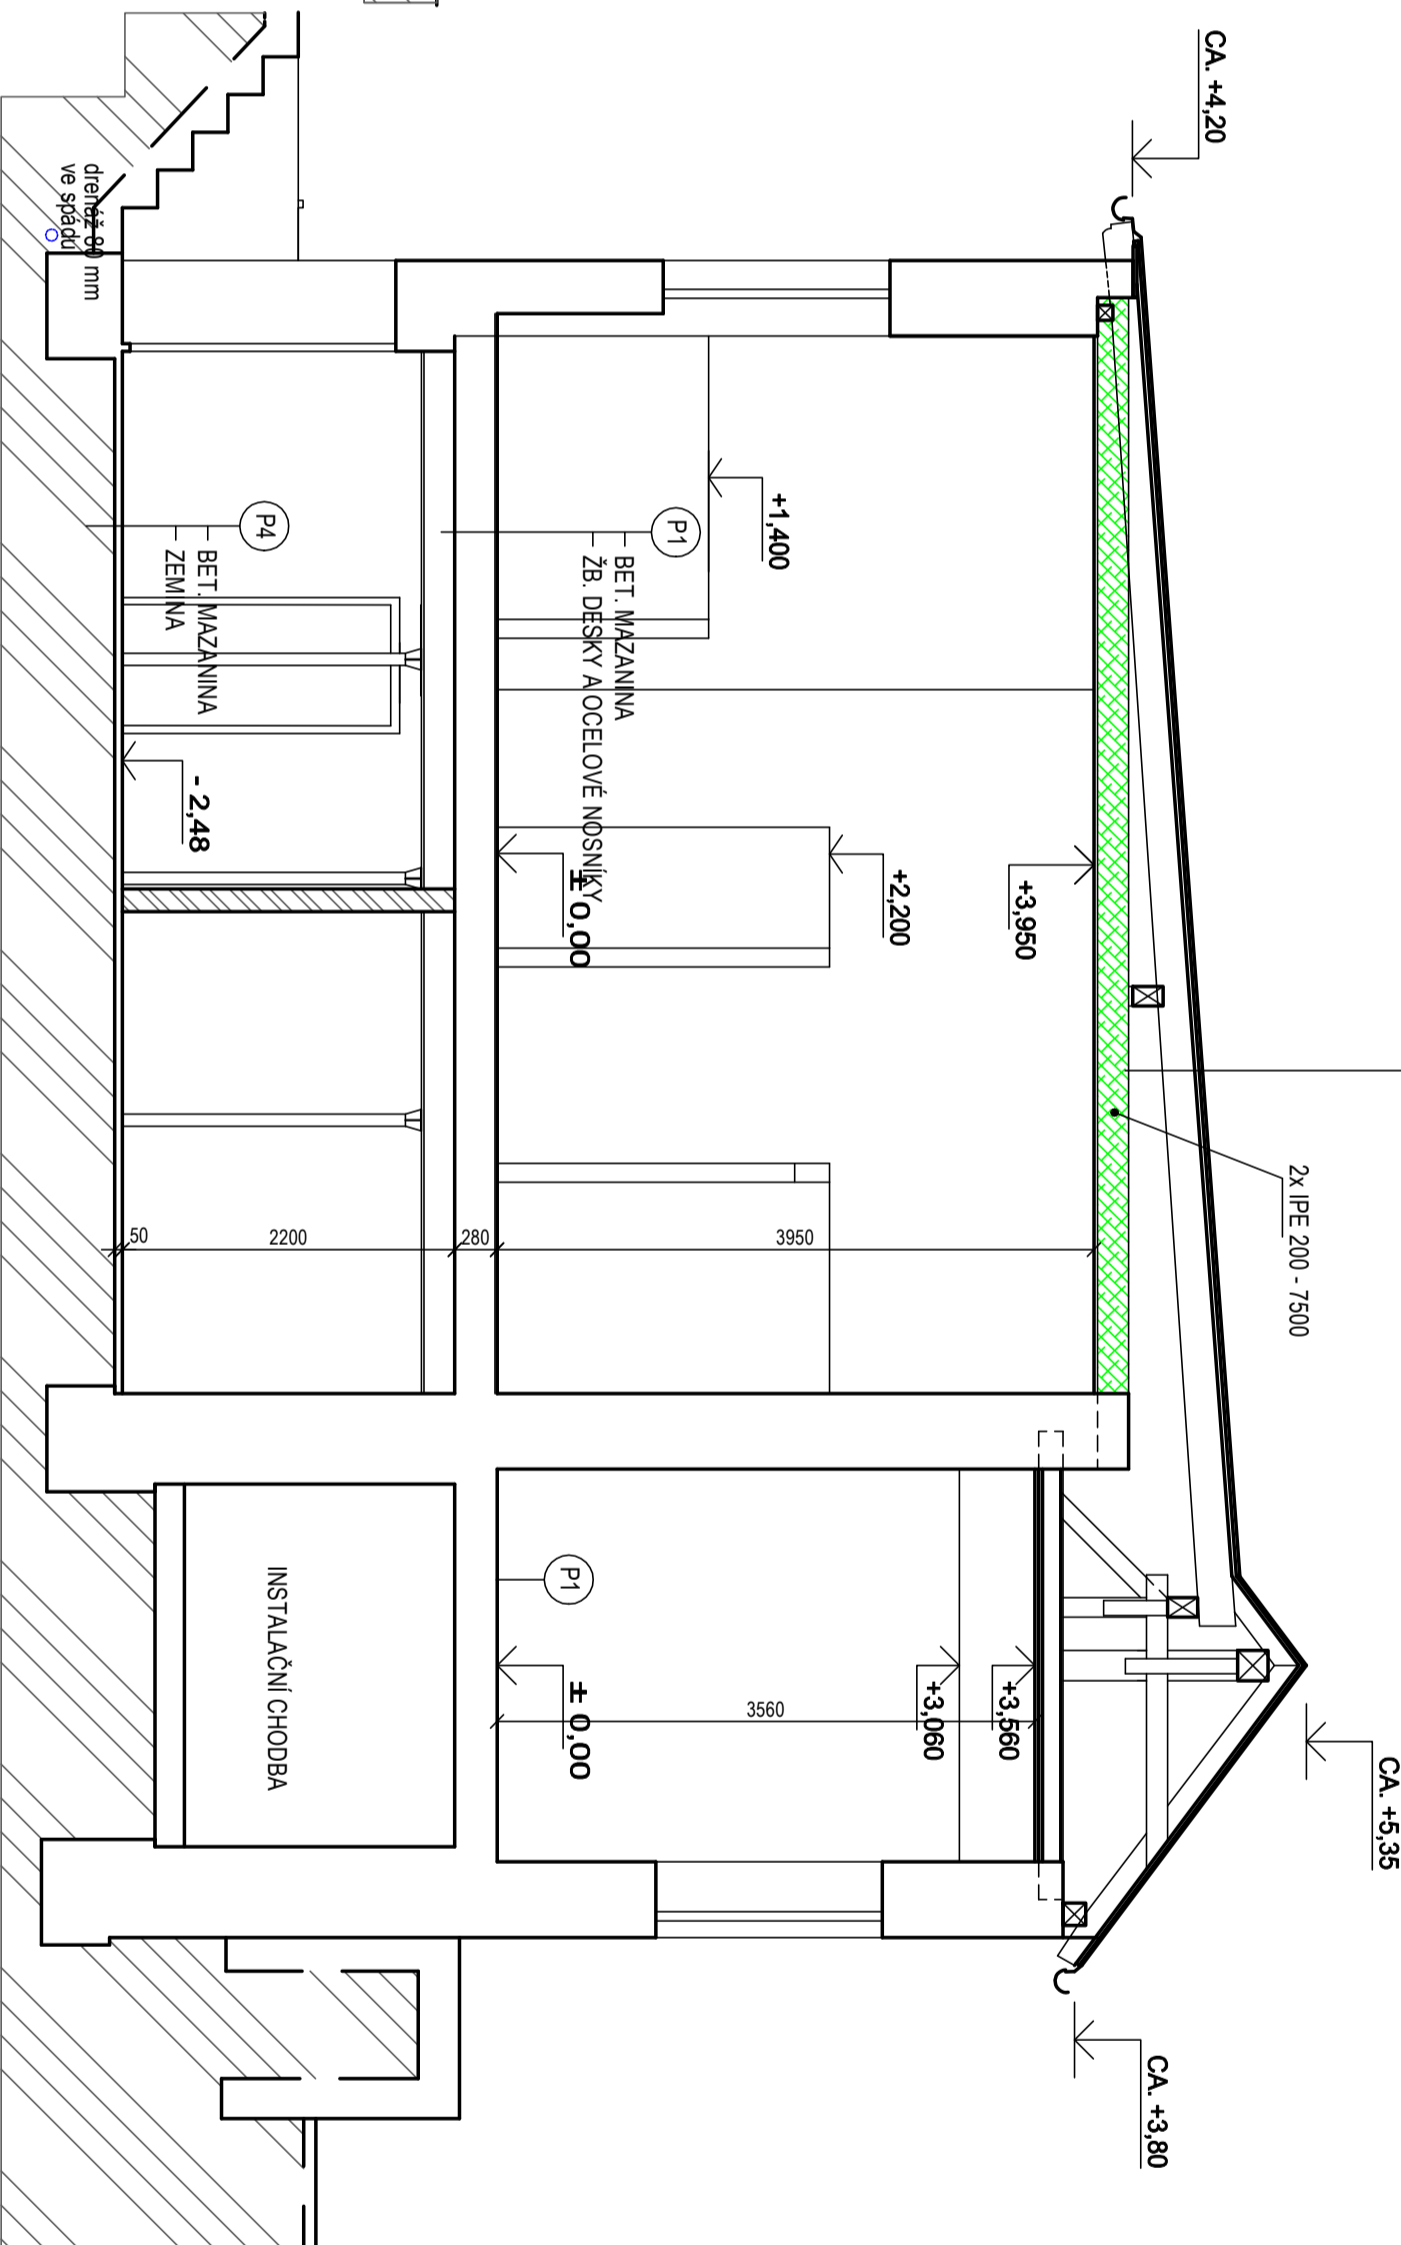 CA. +5,35
CA. +4,20
2x IPE 200 - 7500
CA. +3,80
+3,950
+3,560
+3,060
+2,200
+1,400
3950
3560
P1
BET. MAZANINA
ŽB. DESKY A OCELOVÉ NOSNÍKY
± 0,00
P1
± 0,00
280
P4
BET. MAZANINA
ZEMINA
2200
INSTALAČNÍ CHODBA
- 2,48
50
drenáž 80 mm
ve spádu